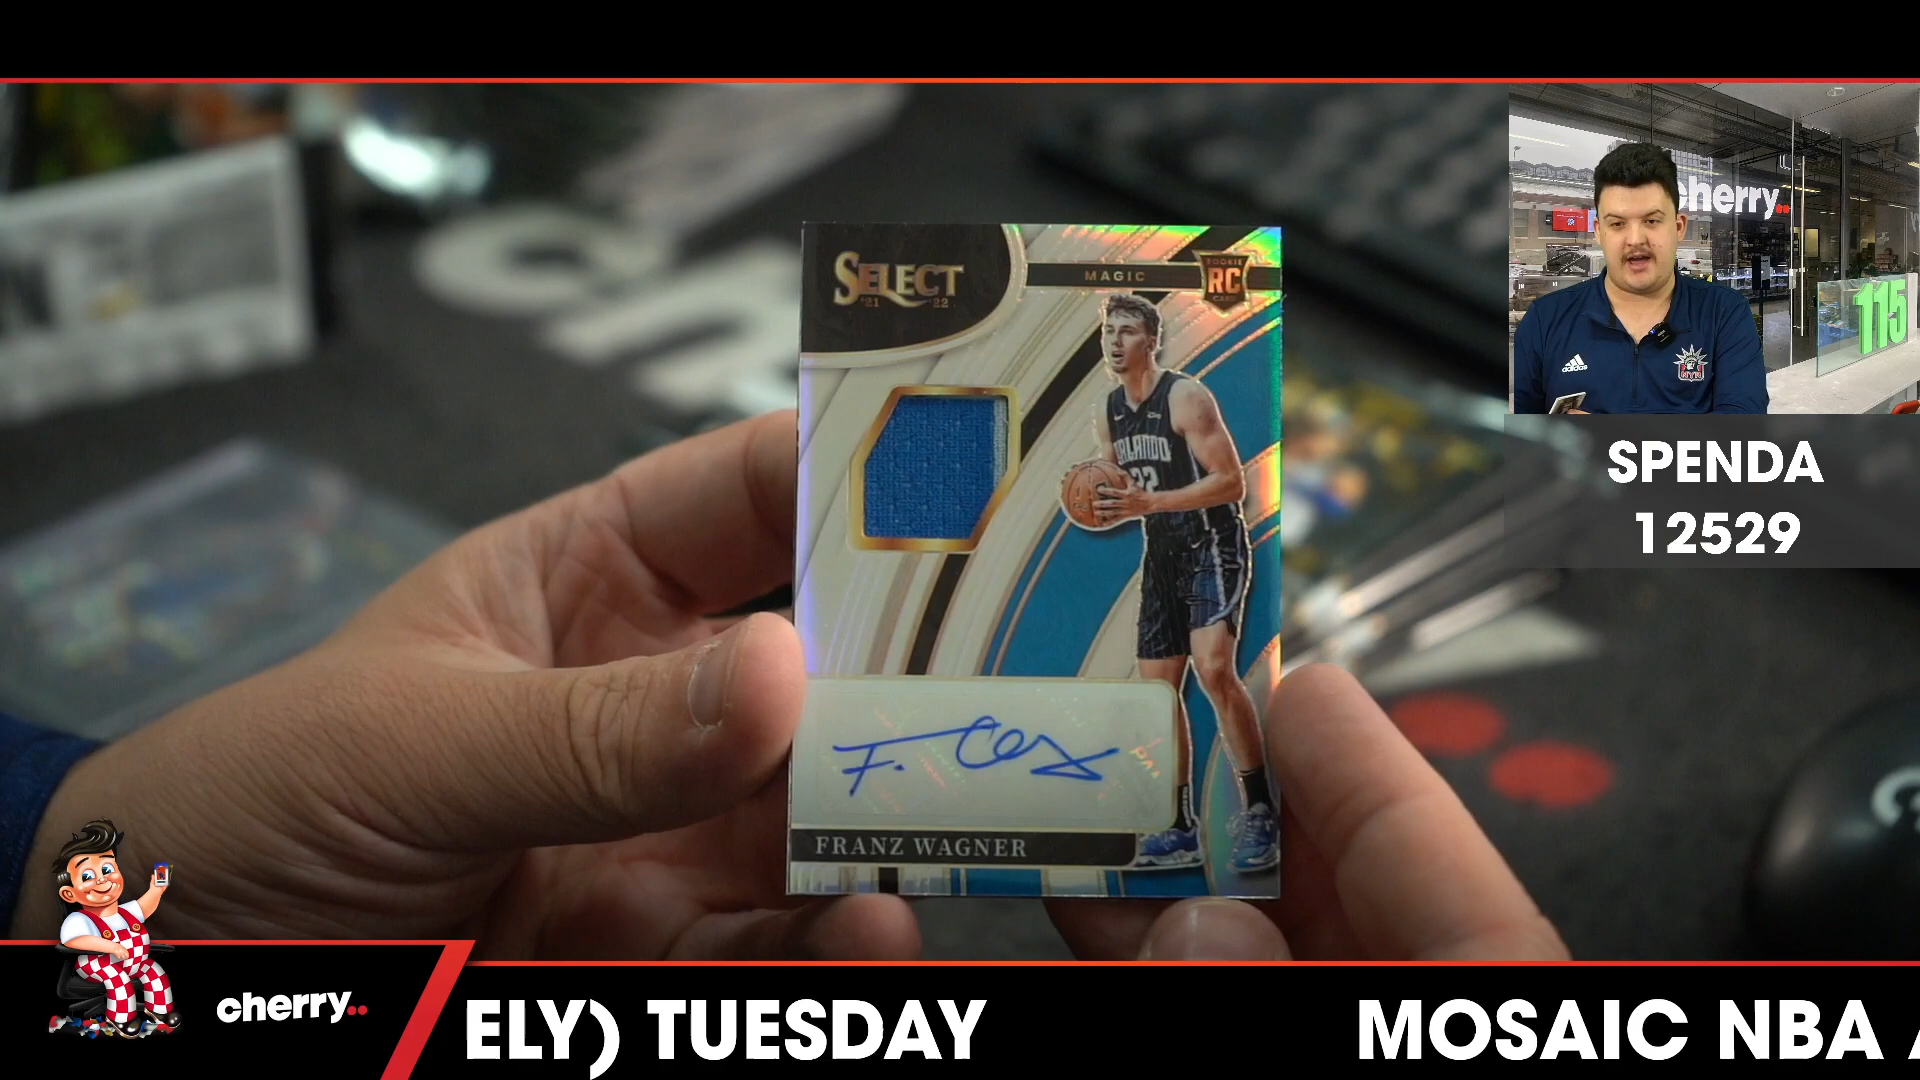 SELECT
'21 '22
MAGIC
ROOKIE
RC
CARD
ORLANDO
22
F.
FRANZ WAGNER
cherry..
115
adidas
SPENDA
12529
cherry..
ELY) TUESDAY
MOSAIC NBA